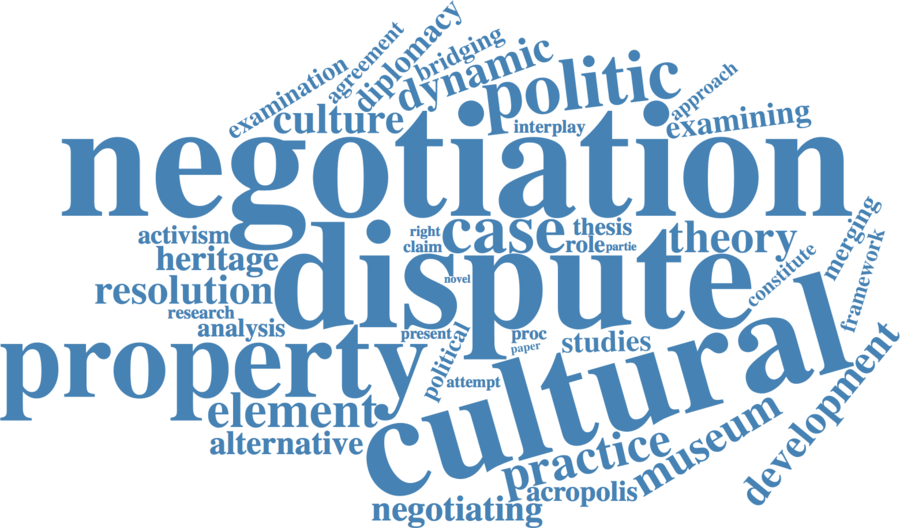 diplomacy
agreement
bridging
examination
dynamic
politic
approach
culture
interplay
examining
negotiation
activism
right
case
thesis
theory
merging
claim
role
partie
heritage
dispute
constitute
framework
resolution
novel
research
analysis
present
proc
studies
paper
property
political
cultural
attempt
development
element
alternative
practice
museum
acropolis
negotiating